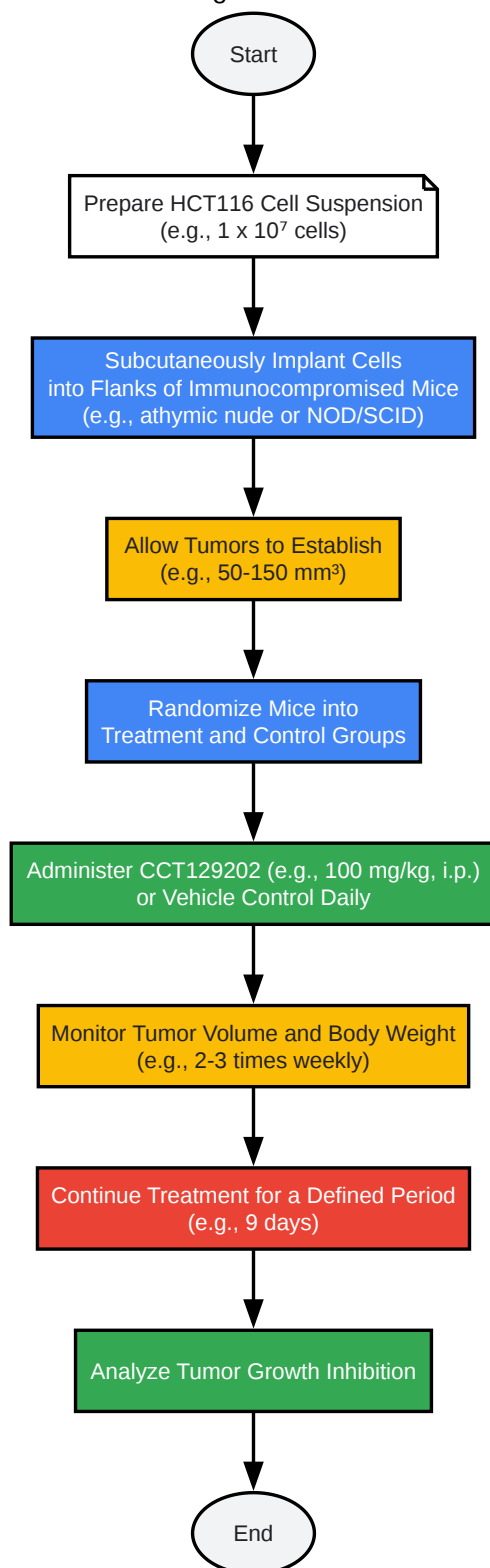 Start
Prepare HCT116 Cell Suspension
(e.g., 1 x 10⁷ cells)
Subcutaneously Implant Cells
into Flanks of Immunocompromised Mice
(e.g., athymic nude or NOD/SCID)
Allow Tumors to Establish
(e.g., 50-150 mm³)
Randomize Mice into
Treatment and Control Groups
Administer CCT129202 (e.g., 100 mg/kg, i.p.)
or Vehicle Control Daily
Monitor Tumor Volume and Body Weight
(e.g., 2-3 times weekly)
Continue Treatment for a Defined Period
(e.g., 9 days)
Analyze Tumor Growth Inhibition
End